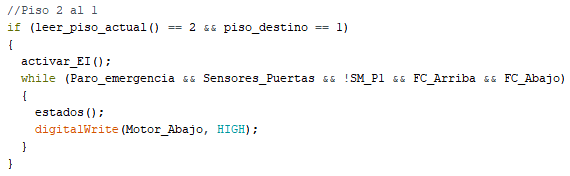 //Piso 2 al 1
if (leer_piso_actual() == 2 && piso_destino == 1)
{
activar_EI();
while (Paro_emergencia && Sensores_Puertas && !SM_P1 && FC_Arriba && FC_Abajo)
{
estados();
digitalWrite(Motor_Abajo, HIGH);
}
}